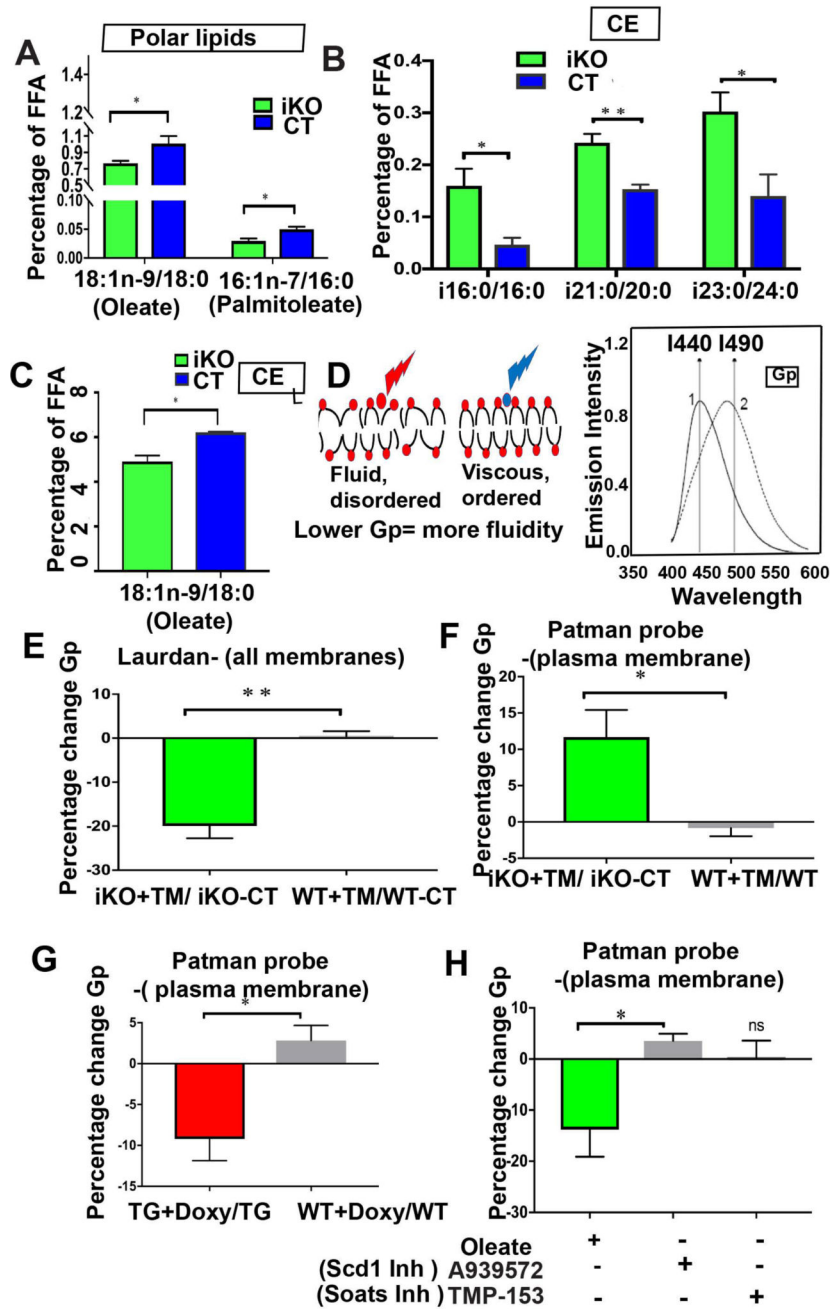 A
Polar lipids
Percentage of FFA
1.4
1.2
1.1
0.9
0.7
0.5
0.10
0.05
0.00
*
*
iKO
CT
18:1n-9/18:0
(Oleate)
16:1n-7/16:0
(Palmitoleate)
B
CE
iKO
CT
Percentage of FFA
0.4
0.3
0.2
0.1
0.0
*
* *
*
i16:0/16:0
i21:0/20:0
i23:0/24:0
C
iKO
CT
CE
Percentage of FFA
8
6
4
2
0
*
18:1n-9/18:0
(Oleate)
D
Fluid,
disordered
Viscous,
ordered
Lower Gp= more fluidity
I440 I490
Gp
1
2
Emission Intensity
1.2
0.8
0.4
0.0
350 400 450 500 550 600
Wavelength
E
Laurdan- (all membranes)
Percentage change Gp
10
0
-10
-20
-30
* *
iKO+TM/ iKO-CT
WT+TM/WT-CT
F
Patman probe
-(plasma membrane)
Percentage change Gp
20
15
10
5
0
-5
*
iKO+TM/ iKO-CT
WT+TM/WT
G
Patman probe
-( plasma membrane)
Percentage change Gp
5
0
-5
-10
-15
*
TG+Doxy/TG
WT+Doxy/WT
H
Patman probe
-(plasma membrane)
Percentage change Gp
10
0
-10
-20
-30
*
ns
Oleate + - -
(Scd1 Inh ) A939572 - + -
(Soats Inh ) TMP-153 - - +